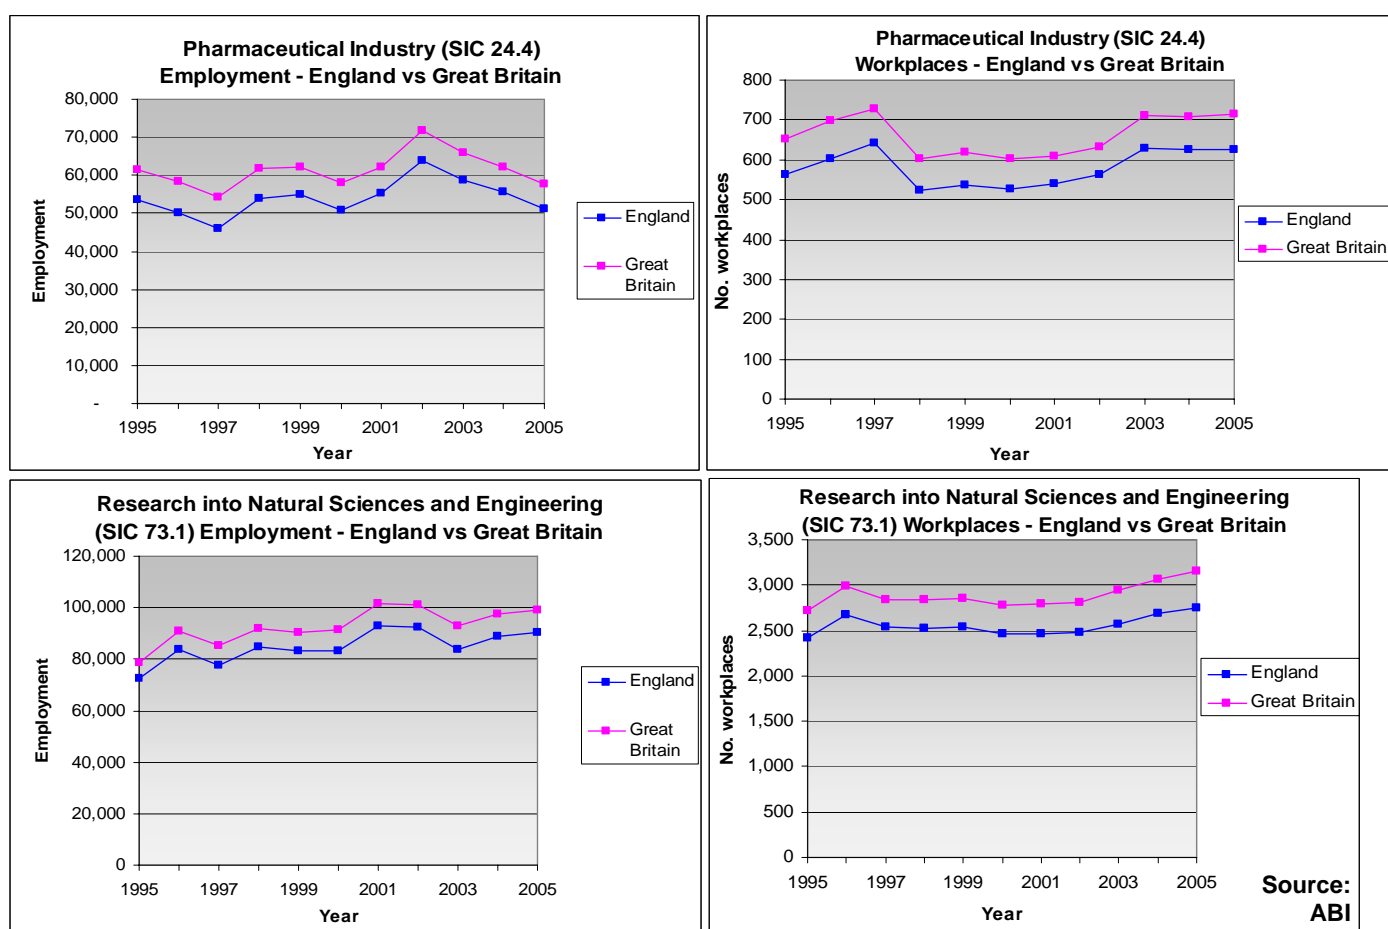 Pharmaceutical Industry (SIC 24.4)
Employment - England vs Great Britain
80,000
70,000
60,000
50,000
40,000
30,000
20,000
10,000
-
Employment
1995
1997
1999
2001
2003
2005
Year
England
Great
Britain
Pharmaceutical Industry (SIC 24.4)
Workplaces - England vs Great Britain
800
700
600
500
400
300
200
100
0
No. workplaces
1995
1997
1999
2001
2003
2005
Year
England
Great Britain
Research into Natural Sciences and Engineering
(SIC 73.1) Employment - England vs Great Britain
120,000
100,000
80,000
60,000
40,000
20,000
0
Employment
1995
1997
1999
2001
2003
2005
Year
England
Great
Britain
Research into Natural Sciences and Engineering
(SIC 73.1) Workplaces - England vs Great Britain
3,500
3,000
2,500
2,000
1,500
1,000
500
0
No. workplaces
1995
1997
1999
2001
2003
2005
Year
England
Great Britain
Source:
ABI